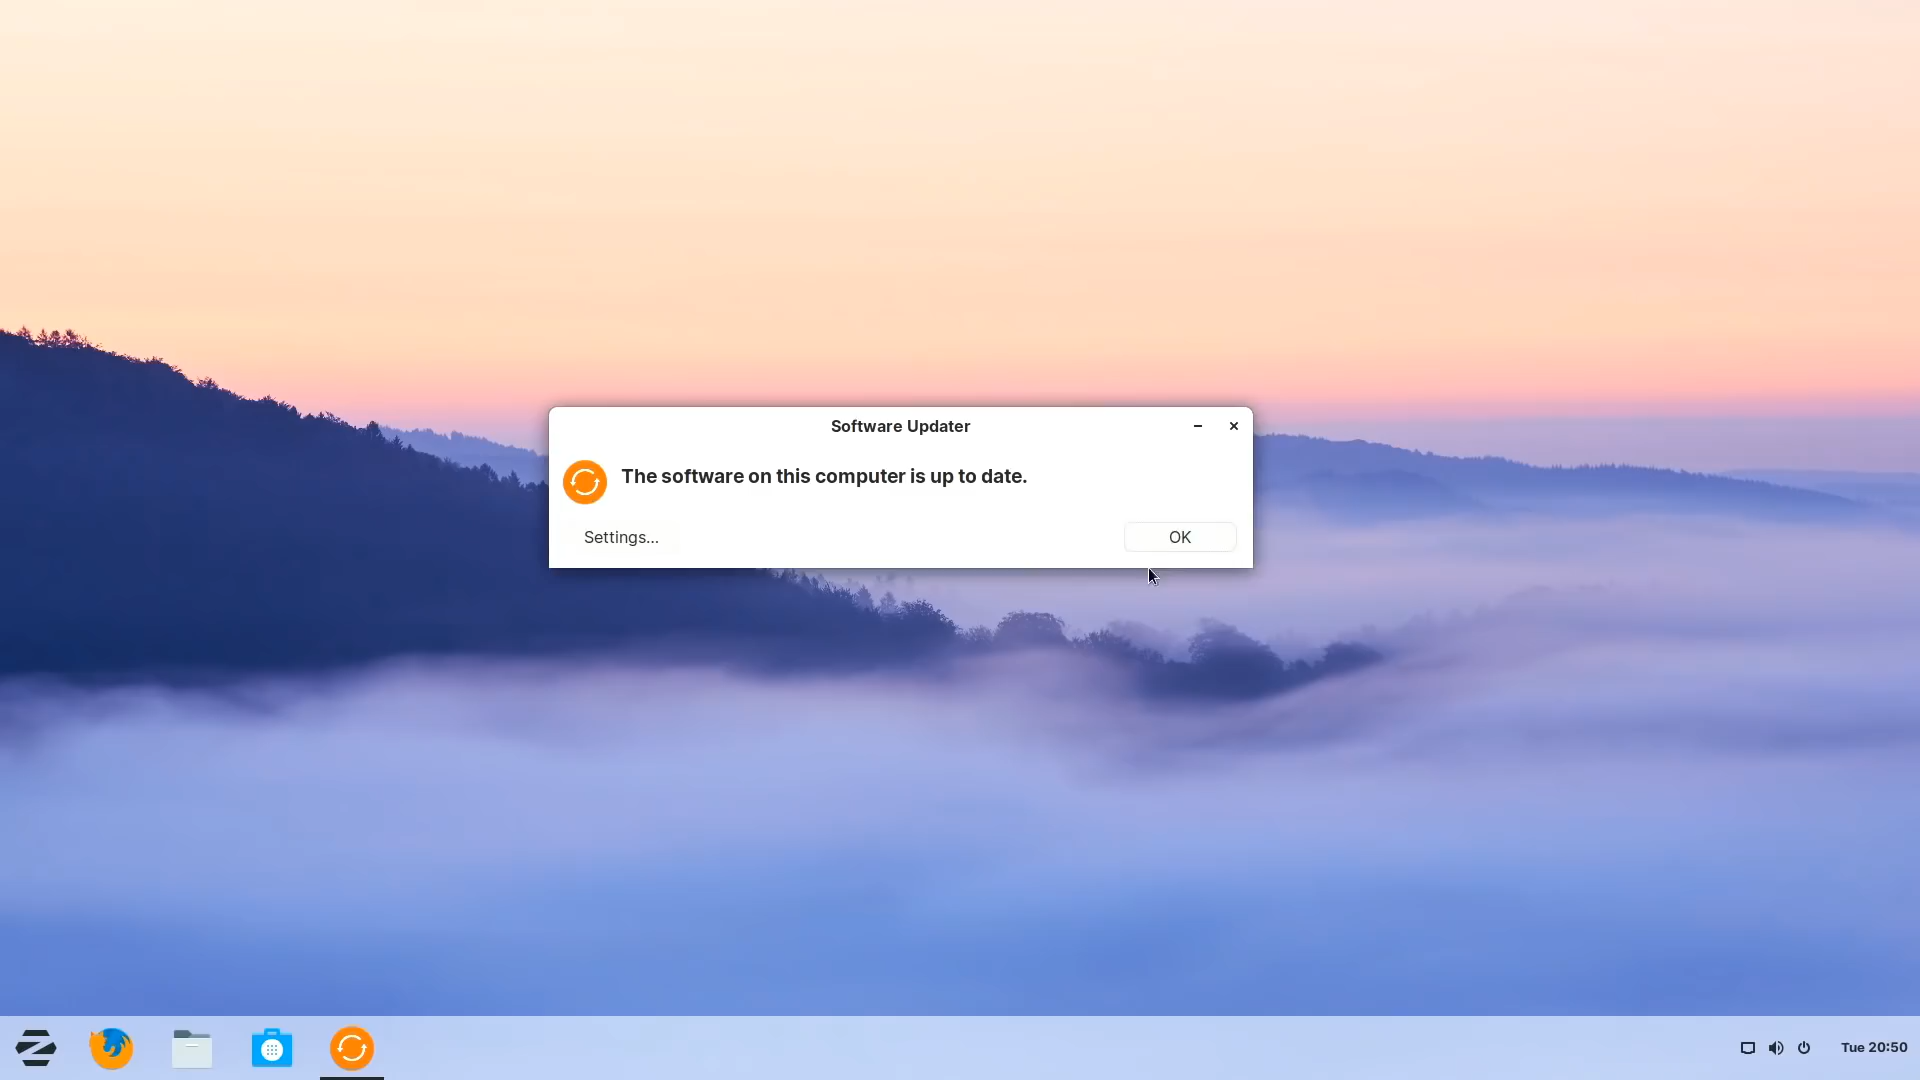 Software Updater
The software on this computer is up to date.
Settings...
OK
Tue 20:50